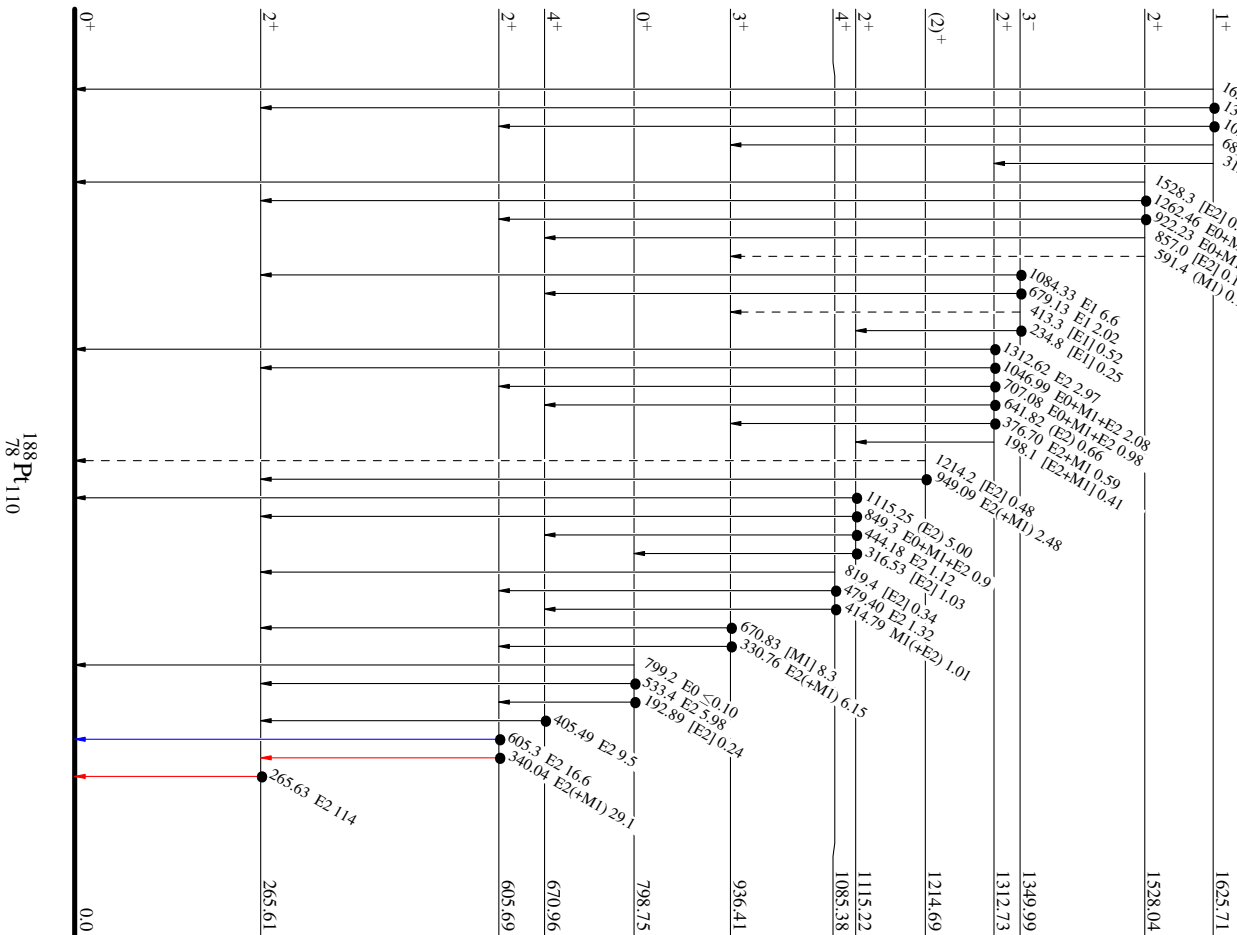 1+
2+
3−
2+
(2)+
2+
4+
3+
0+
4+
2+
2+
0+
1528.3 [E2] 0.
1262.46 E0+M
922.23 E0+M
857.0 [E2] 0.1
591.4 (M1) 0.
1084.33 E1 6.6
679.13 E1 2.02
413.3 [E1] 0.52
234.8 [E1] 0.25
1312.62 E2 2.97
1046.99 E0+M1+E2 2.08
707.08 E0+M1+E2 0.98
641.82 (E2) 0.66
376.70 E2+M1 0.59
198.1 [E2+M1] 0.41
1214.2 [E2] 0.48
949.09 E2(+M1) 2.48
1115.25 (E2) 5.00
849.3 E0+M1+E2 0.9
444.18 E2 1.12
316.53 [E2] 1.03
819.4 [E2] 0.34
479.40 E2 1.32
414.79 M1(+E2) 1.01
670.83 [M1] 8.3
330.76 E2(+M1) 6.15
799.2 E0 ≤0.10
533.4 E2 5.98
192.89 [E2] 0.24
405.49 E2 9.5
605.3 E2 16.6
340.04 E2(+M1) 29.1
265.63 E2 114
1625.71
1528.04
1349.99
1312.73
1214.69
1115.22
1085.38
936.41
798.75
670.96
605.69
265.61
0.0
188 78 Pt 110